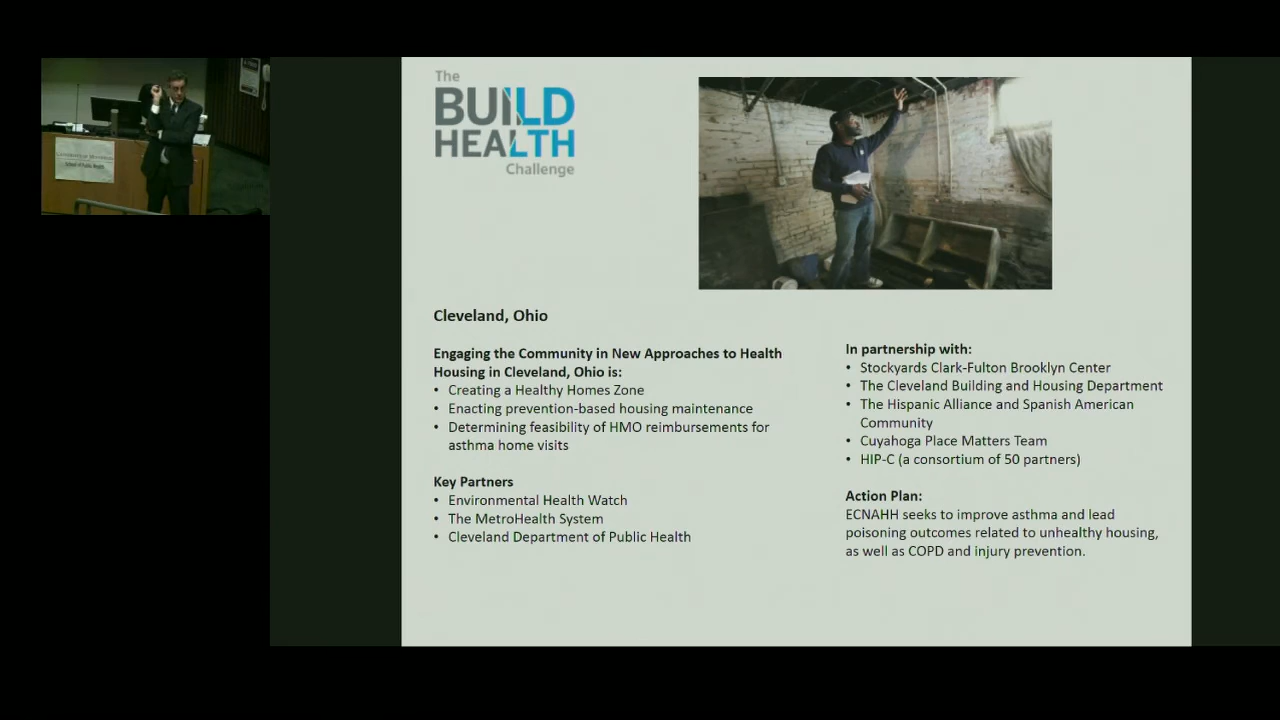 The
BUILD
HEALTH
Challenge
Cleveland, Ohio
Engaging the Community in New Approaches to Health
Housing in Cleveland, Ohio is:
• Creating a Healthy Homes Zone
• Enacting prevention-based housing maintenance
• Determining feasibility of HMO reimbursements for
asthma home visits
Key Partners
• Environmental Health Watch
• The MetroHealth System
• Cleveland Department of Public Health
In partnership with:
• Stockyards Clark-Fulton Brooklyn Center
• The Cleveland Building and Housing Department
• The Hispanic Alliance and Spanish American
Community
• Cuyahoga Place Matters Team
• HIP-C (a consortium of 50 partners)
Action Plan:
ECNAHH seeks to improve asthma and lead
poisoning outcomes related to unhealthy housing,
as well as COPD and injury prevention.
School of Public Health